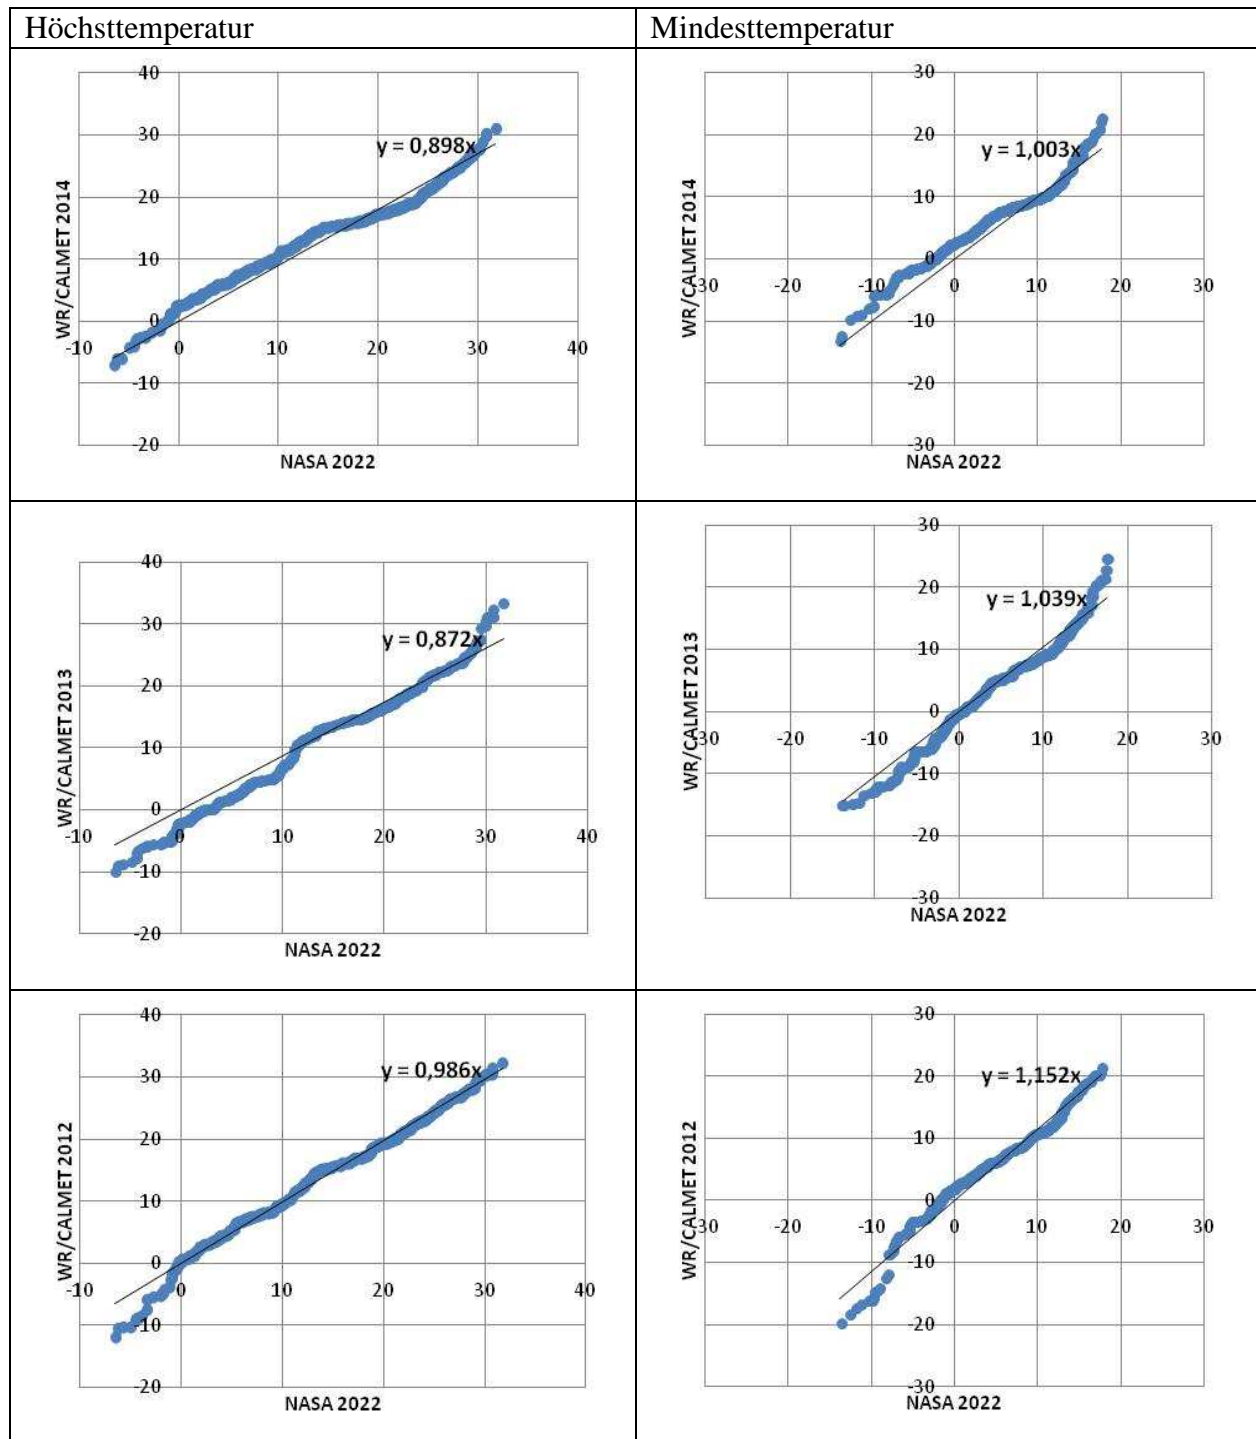 Höchsttemperatur
Mindesttemperatur
40
30
20
10
0
-10
-20
-10 0 10 20 30 40
y = 0,898x
WR/CALMET 2014
NASA 2022
30
20
10
0
-10
-20
-30
-30 -20 -10 0 10 20 30
y = 1,003x
WR/CALMET 2014
NASA 2022
40
30
20
10
0
-10
-20
-10 0 10 20 30 40
y = 0,872x
WR/CALMET 2013
NASA 2022
30
20
10
0
-10
-20
-30
-30 -20 -10 0 10 20 30
y = 1,039x
WR/CALMET 2013
NASA 2022
40
30
20
10
0
-10
-20
-10 0 10 20 30 40
y = 0,986x
WR/CALMET 2012
NASA 2022
30
20
10
0
-10
-20
-30
-30 -20 -10 0 10 20 30
y = 1,152x
WR/CALMET 2012
NASA 2022